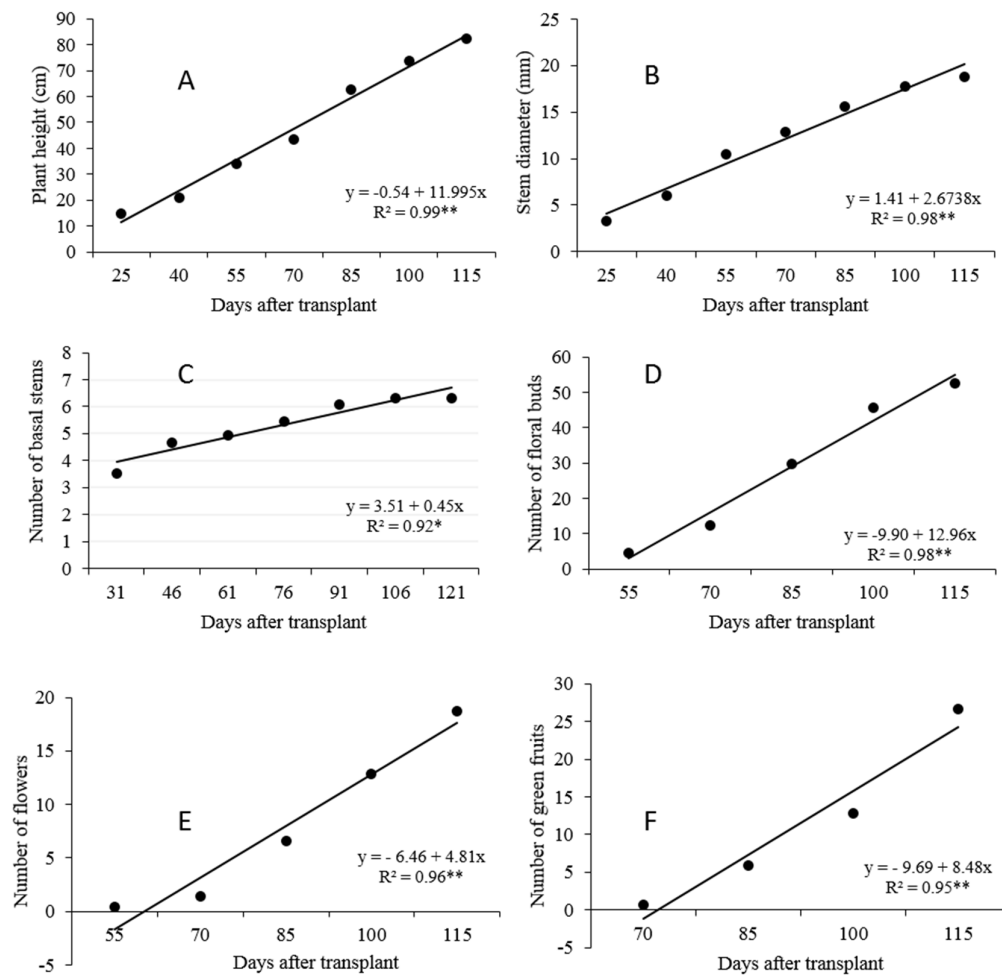 A
Plant height (cm)
90
80
70
60
50
40
30
20
10
0
y = -0.54 + 11.995x
R² = 0.99**
25 40 55 70 85 100 115
Days after transplant
B
Stem diameter (mm)
25
20
15
10
5
0
y = 1.41 + 2.6738x
R² = 0.98**
25 40 55 70 85 100 115
Days after transplant
C
Number of basal stems
8
7
6
5
4
3
2
1
0
y = 3.51 + 0.45x
R² = 0.92*
31 46 61 76 91 106 121
Days after transplant
D
Number of floral buds
60
50
40
30
20
10
0
y = -9.90 + 12.96x
R² = 0.98**
55 70 85 100 115
Days after transplant
E
Number of flowers
20
15
10
5
0
-5
y = - 6.46 + 4.81x
R² = 0.96**
55 70 85 100 115
Days after transplant
F
Number of green fruits
30
25
20
15
10
5
0
-5
y = - 9.69 + 8.48x
R² = 0.95**
70 85 100 115
Days after transplant